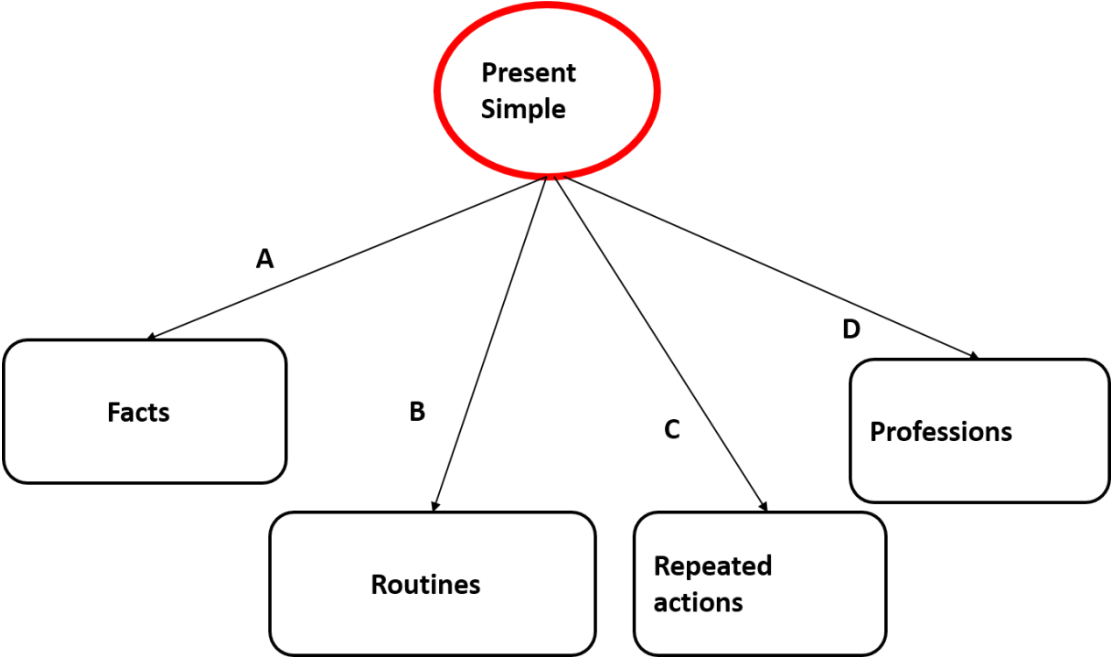 Present
Simple
A
D
Facts
B
C
Professions
Routines
Repeated
actions